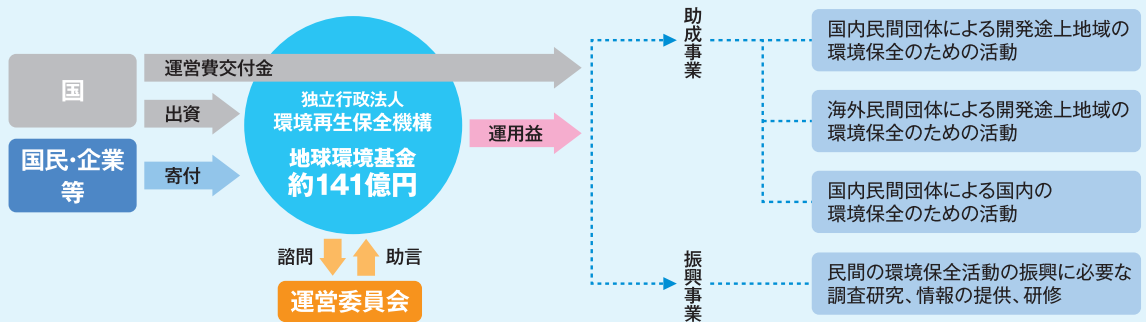 国
国民・企業
等
運営費交付金
出資
寄付
独立行政法人
環境再生保全機構
地球環境基金
約141億円
運用益
諮問
助言
運営委員会
助成事業
国内民間団体による開発途上地域の
環境保全のための活動
海外民間団体による開発途上地域の
環境保全のための活動
国内民間団体による国内の
環境保全のための活動
振興事業
民間の環境保全活動の振興に必要な
調査研究、情報の提供、研修